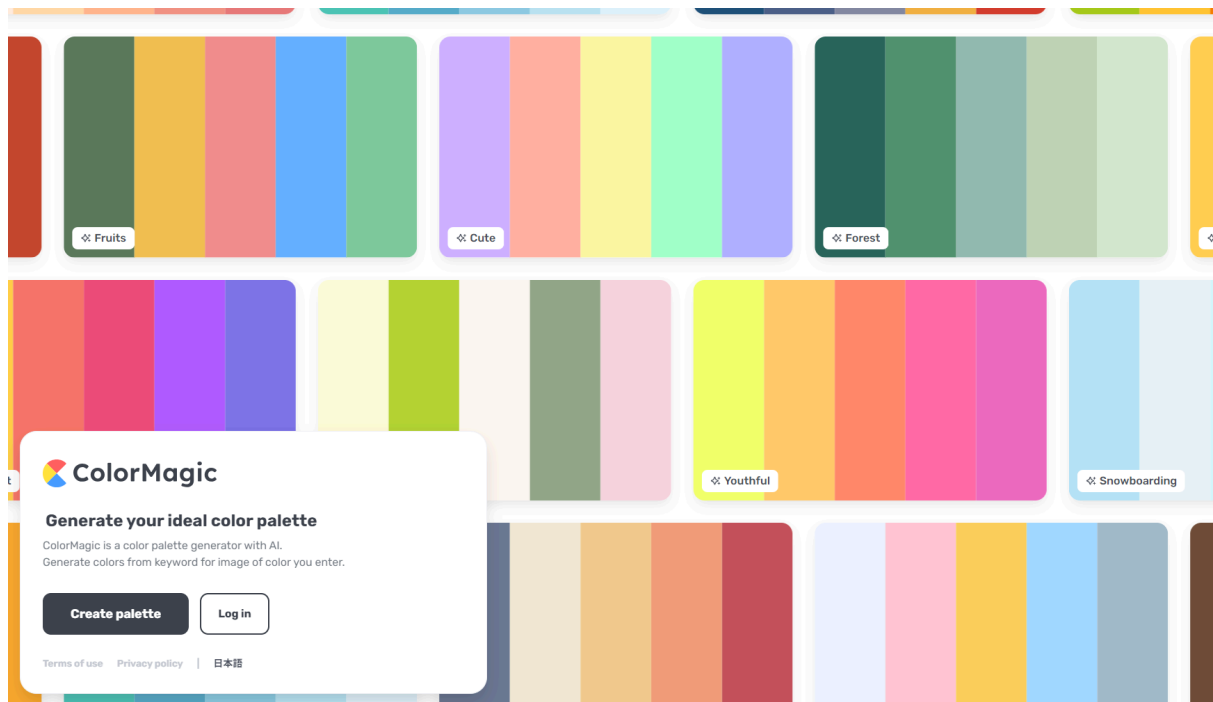 Fruits
Cute
Forest
t
Youthful
Snowboarding
ColorMagic
Generate your ideal color palette
ColorMagic is a color palette generator with AI.
Generate colors from keyword for image of color you enter.
Create palette
Log in
Terms of use Privacy policy | 日本語